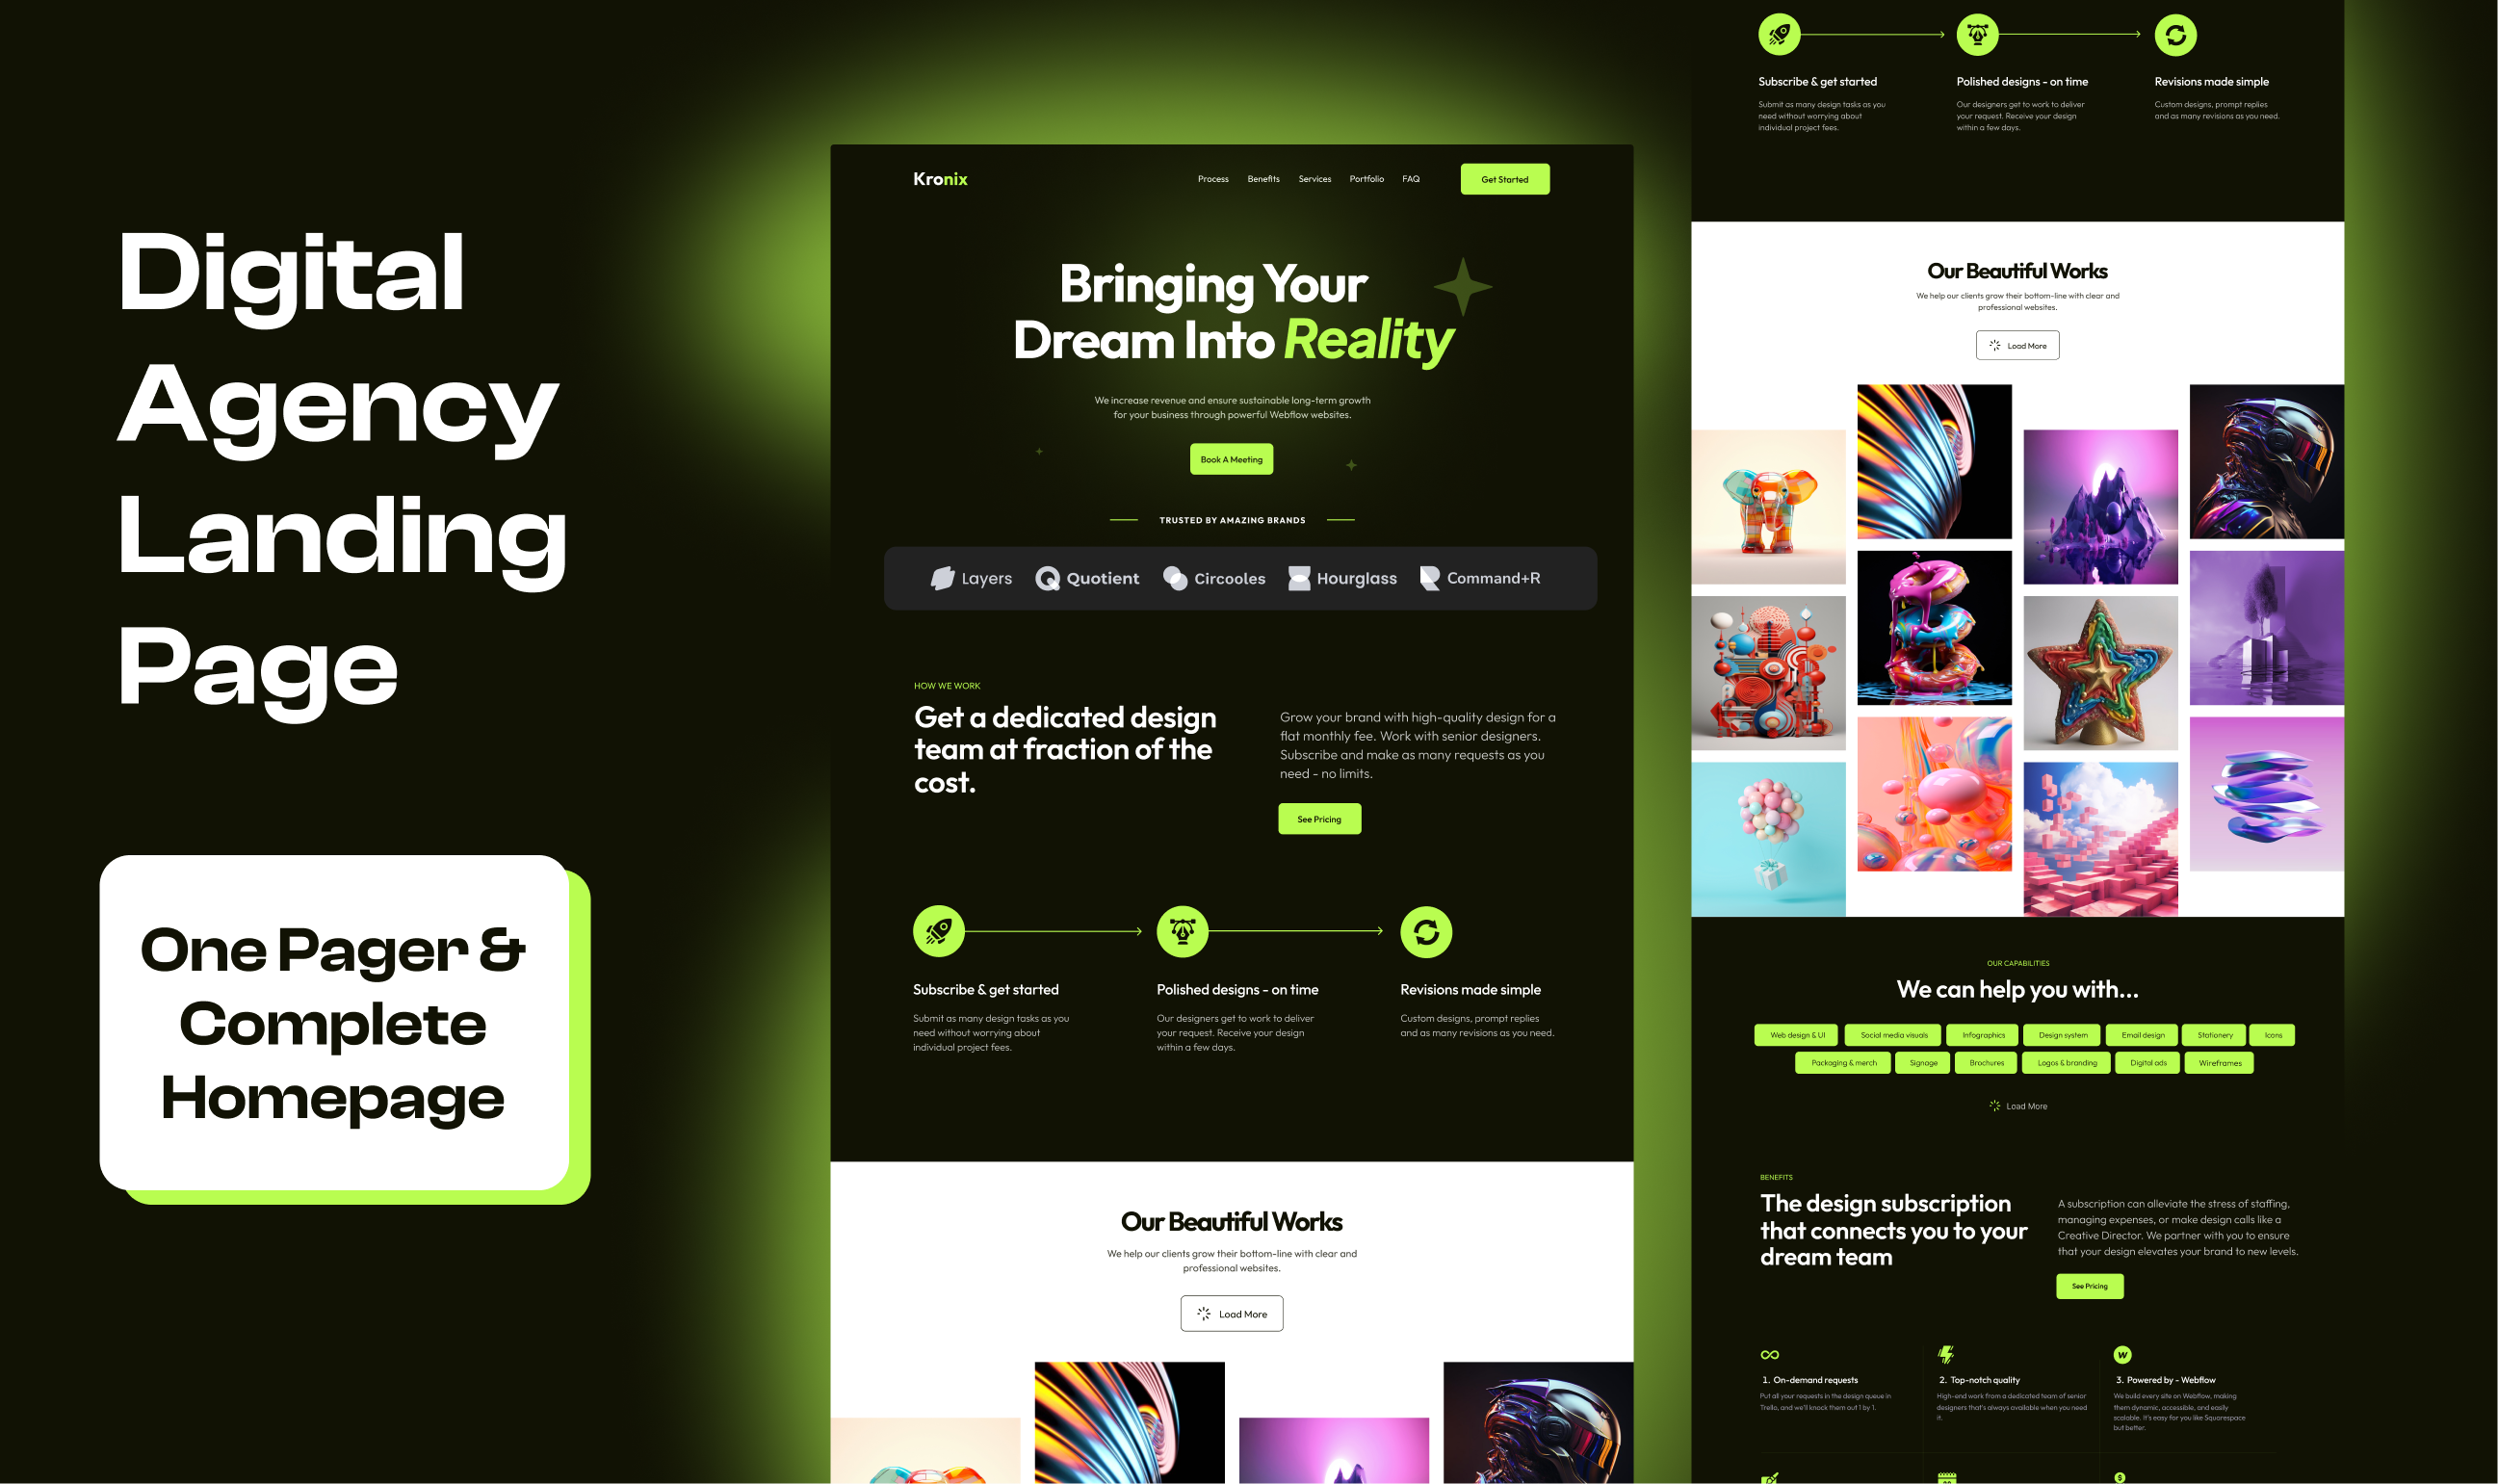 Digital
Agency
Landing
Page
One Pager &
Complete
Homepage
Kronix
Process Benefits Services Portfolio FAQ
Get Started
Bringing Your
Dream Into Reality
We increase revenue and ensure sustainable long-term growth
for your business through powerful Webflow websites.
Book A Meeting
TRUSTED BY AMAZING BRANDS
Layers Quotient Circooles Hourglass Command+R
HOW WE WORK
Get a dedicated design
team at fraction of the
cost.
Grow your brand with high-quality design for a
flat monthly fee. Work with senior designers.
Subscribe and make as many requests as you
need - no limits.
See Pricing
Subscribe & get started
Submit as many design tasks as you
need without worrying about
individual project fees.
Polished designs - on time
Our designers get to work to deliver
your request. Receive your design
within a few days.
Revisions made simple
Custom designs, prompt replies
and as many revisions as you need.
Our Beautiful Works
We help our clients grow their bottom-line with clear and
professional websites.
Load More
Subscribe & get started
Submit as many design tasks as you
need without worrying about
individual project fees.
Polished designs - on time
Our designers get to work to deliver
your request. Receive your design
within a few days.
Revisions made simple
Custom designs, prompt replies
and as many revisions as you need.
Our Beautiful Works
We help our clients grow their bottom-line with clear and
professional websites.
Load More
OUR CAPABILITIES
We can help you with...
Web design & UI Social media visuals Infographics Design system Email design Stationery Icons
Packaging & merch Signage Brochures Logos & branding Digital ads Wireframes
Load More
BENEFITS
The design subscription
that connects you to your
dream team
A subscription can alleviate the stress of staffing,
managing expenses, or make design calls like a
Creative Director. We partner with you to ensure
that your design elevates your brand to new levels.
See Pricing
1. On-demand requests
Put all your requests in the design queue in
Trello, and we'll knock them out 1 by 1.
2. Top-notch quality
High-end work from a dedicated team of senior
designers that's always available when you need
it.
W
3. Powered by - Webflow
We build every site on Webflow, making
them dynamic, accessible, and easily
scalable. It's easy for you like Squarespace
but better.